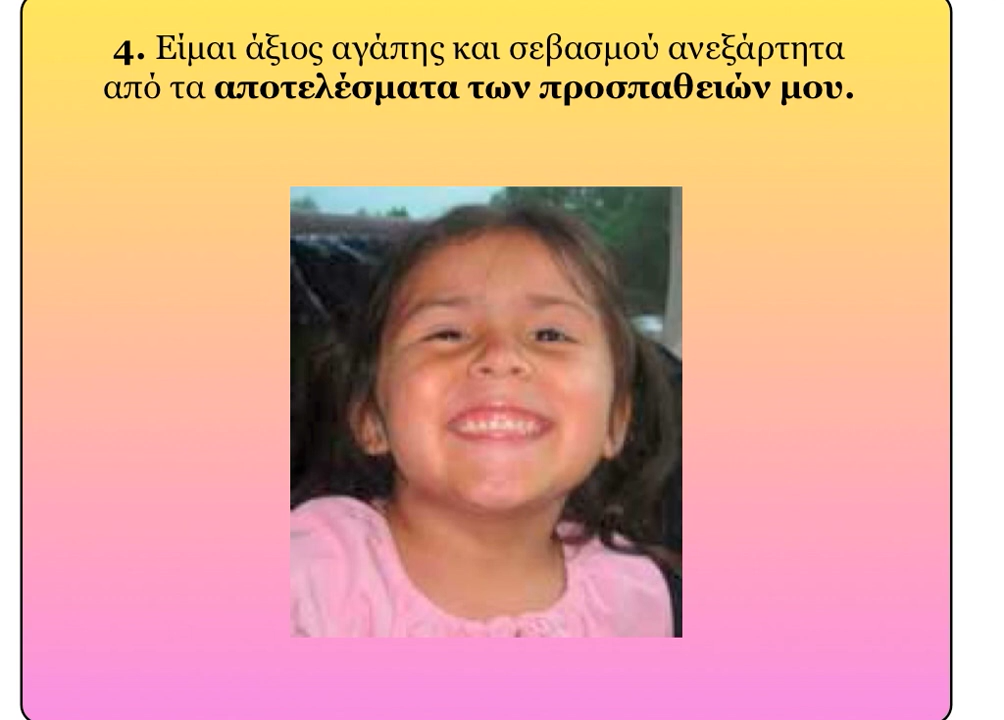 4. Είμαι άξιος αγάπης και σεβασμού ανεξάρτητα
από τα αποτελέσματα των προσπαθειών μου.